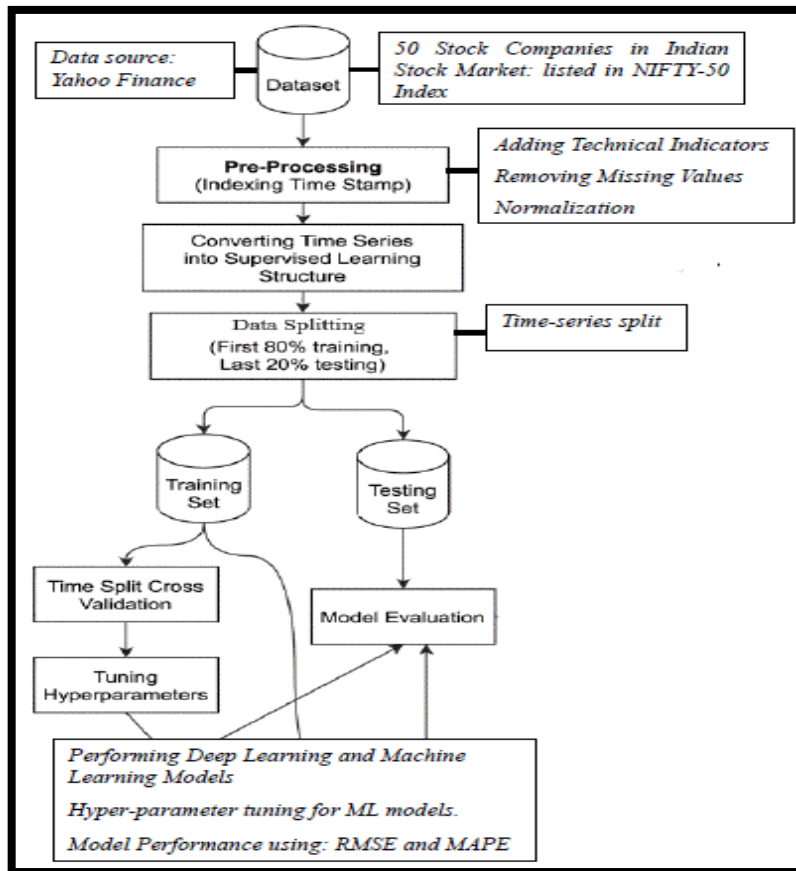 Data source:
Yahoo Finance
Dataset
50 Stock Companies in Indian
Stock Market: listed in NIFTY-50
Index
Pre-Processing
(Indexing Time Stamp)
Adding Technical Indicators
Removing Missing Values
Normalization
Converting Time Series
into Supervised Learning
Structure
Data Splitting
(First 80% training,
Last 20% testing)
Time-series split
Training
Set
Testing
Set
Time Split Cross
Validation
Model Evaluation
Tuning
Hyperparameters
Performing Deep Learning and Machine
Learning Models
Hyper-parameter tuning for ML models.
Model Performance using: RMSE and MAPE